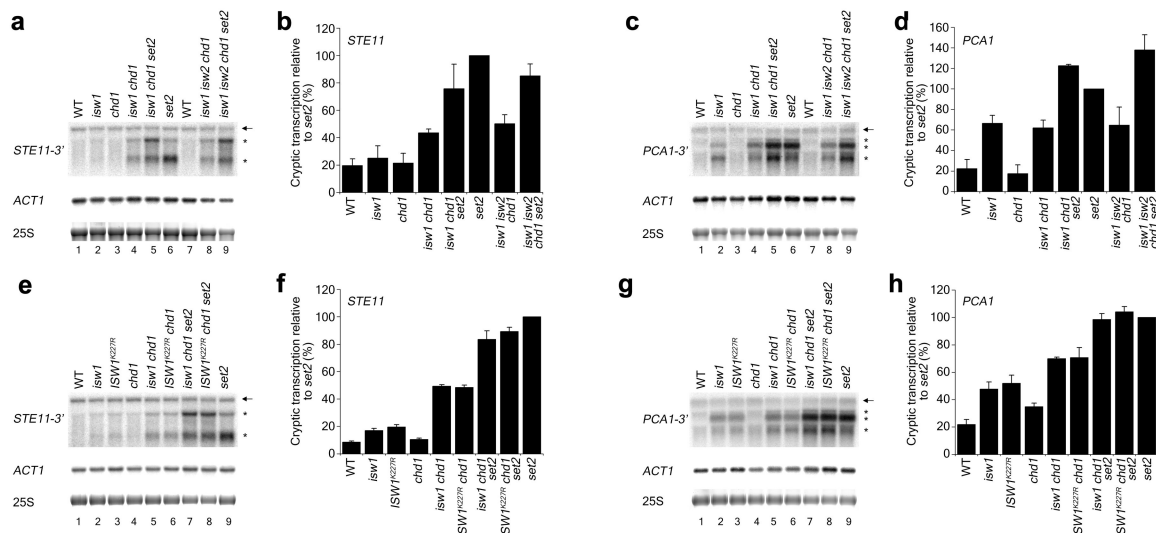 a
WT
isw1
chd1
isw1 chd1
isw1 chd1 set2
set2
WT
isw1 isw2 chd1
isw1 isw2 chd1 set2
STE11-3’
*
*
ACT1
25S
1 2 3 4 5 6 7 8 9
b
STE11
Cryptic transcription relative
to set2 (%)
120
100
80
60
40
20
0
WT
isw1
chd1
isw1 chd1
isw1 chd1
set2
set2
isw1 isw2
chd1
isw1 isw2
chd1 set2
c
WT
isw1
chd1
isw1 chd1
isw1 chd1 set2
set2
WT
isw1 isw2 chd1
isw1 isw2 chd1 set2
PCA1-3’
*
*
*
ACT1
25S
1 2 3 4 5 6 7 8 9
d
PCA1
Cryptic transcription relative
to set2 (%)
160
140
120
100
80
60
40
20
0
WT
isw1
chd1
isw1 chd1
isw1 chd1
set2
set2
isw1 isw2
chd1
isw1 isw2
chd1 set2
e
WT
isw1
ISW1K227R
chd1
isw1 chd1
ISW1K227R chd1
isw1 chd1 set2
ISW1K227R chd1 set2
set2
STE11-3’
*
*
ACT1
25S
1 2 3 4 5 6 7 8 9
f
STE11
Cryptic transcription relative
to set2 (%)
120
100
80
60
40
20
0
WT
isw1
ISW1K227R
chd1
isw1 chd1
SW1K227R chd1
isw1 chd1
set2
SW1K227R chd1
set2
set2
g
WT
isw1
ISW1K227R
chd1
isw1 chd1
ISW1K227R chd1
isw1 chd1 set2
ISW1K227R chd1 set2
set2
PCA1-3’
*
*
*
ACT1
25S
1 2 3 4 5 6 7 8 9
h
PCA1
Cryptic transcription relative
to set2 (%)
120
100
80
60
40
20
0
WT
isw1
ISW1K227R
chd1
isw1 chd1
SW1K227R chd1
isw1 chd1
set2
SW1K227R chd1
set2
set2